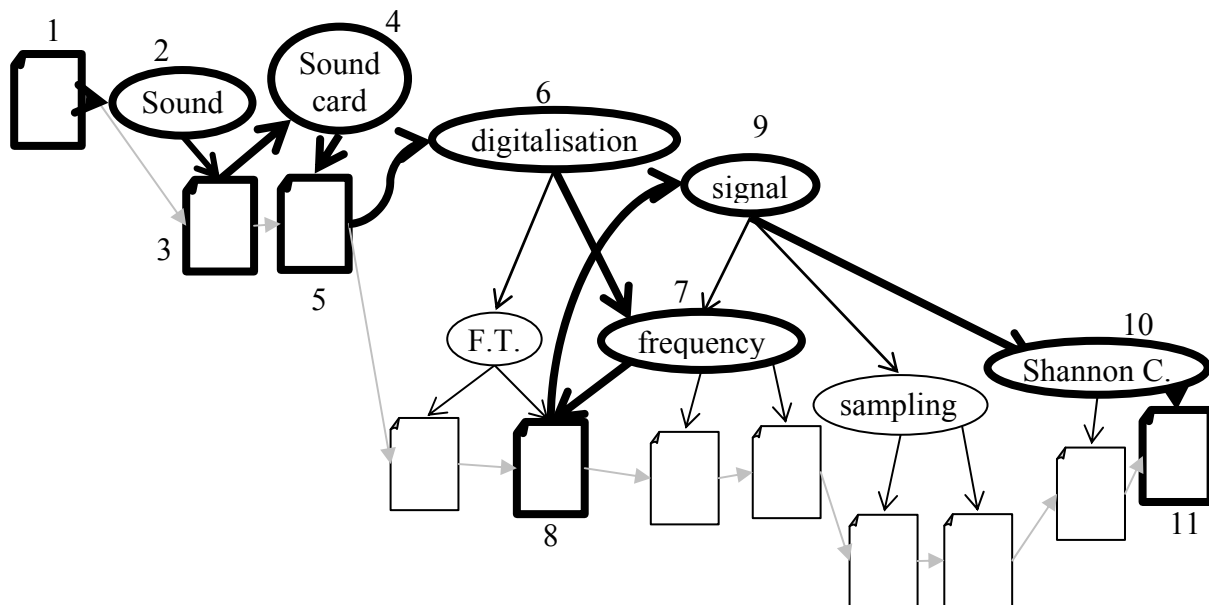 1
2
4
Sound
card
Sound
6
digitalisation
9
signal
3
5
7
F.T.
frequency
10
Shannon C.
sampling
8
11